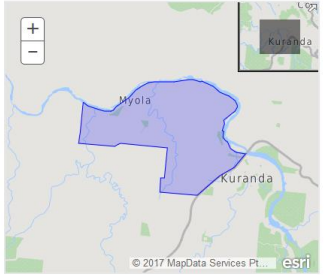 +
Kuranda
−
Myola
Kuranda
© 2017 MapData Services Pt... esri